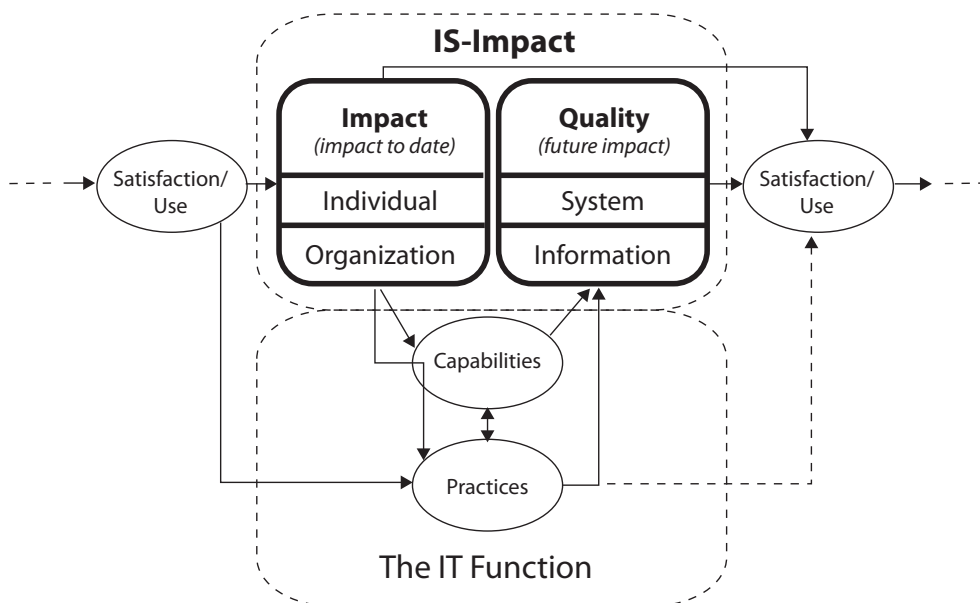 IS-Impact
Impact
(impact to date)
Individual
Organization
Quality
(future impact)
System
Information
Satisfaction/
Use
Satisfaction/
Use
Capabilities
Practices
The IT Function